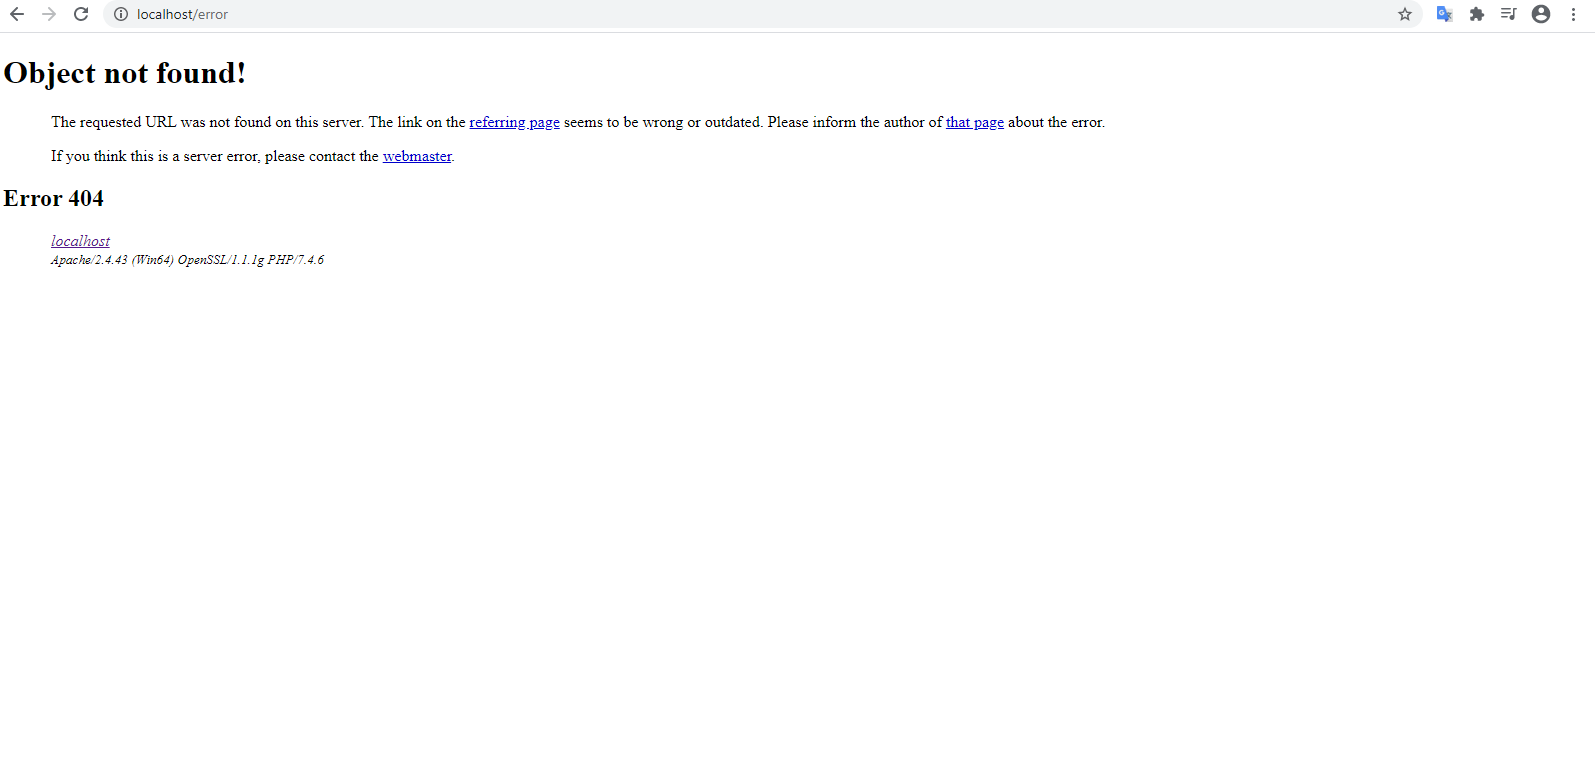 localhost/error
Object not found!
The requested URL was not found on this server. The link on the referring page seems to be wrong or outdated. Please inform the author of that page about the error.
If you think this is a server error, please contact the webmaster.
Error 404
localhost
Apache/2.4.43 (Win64) OpenSSL/1.1.1g PHP/7.4.6